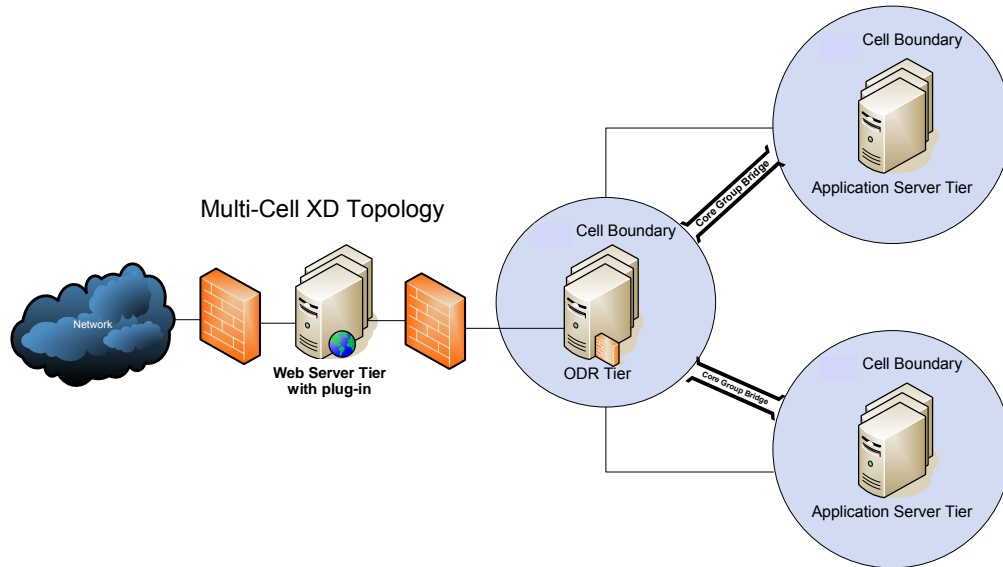 Multi-Cell XD Topology
Network
Web Server Tier
with plug-in
Cell Boundary
ODR Tier
Core Group Bridge
Cell Boundary
Application Server Tier
Core Group Bridge
Cell Boundary
Application Server Tier